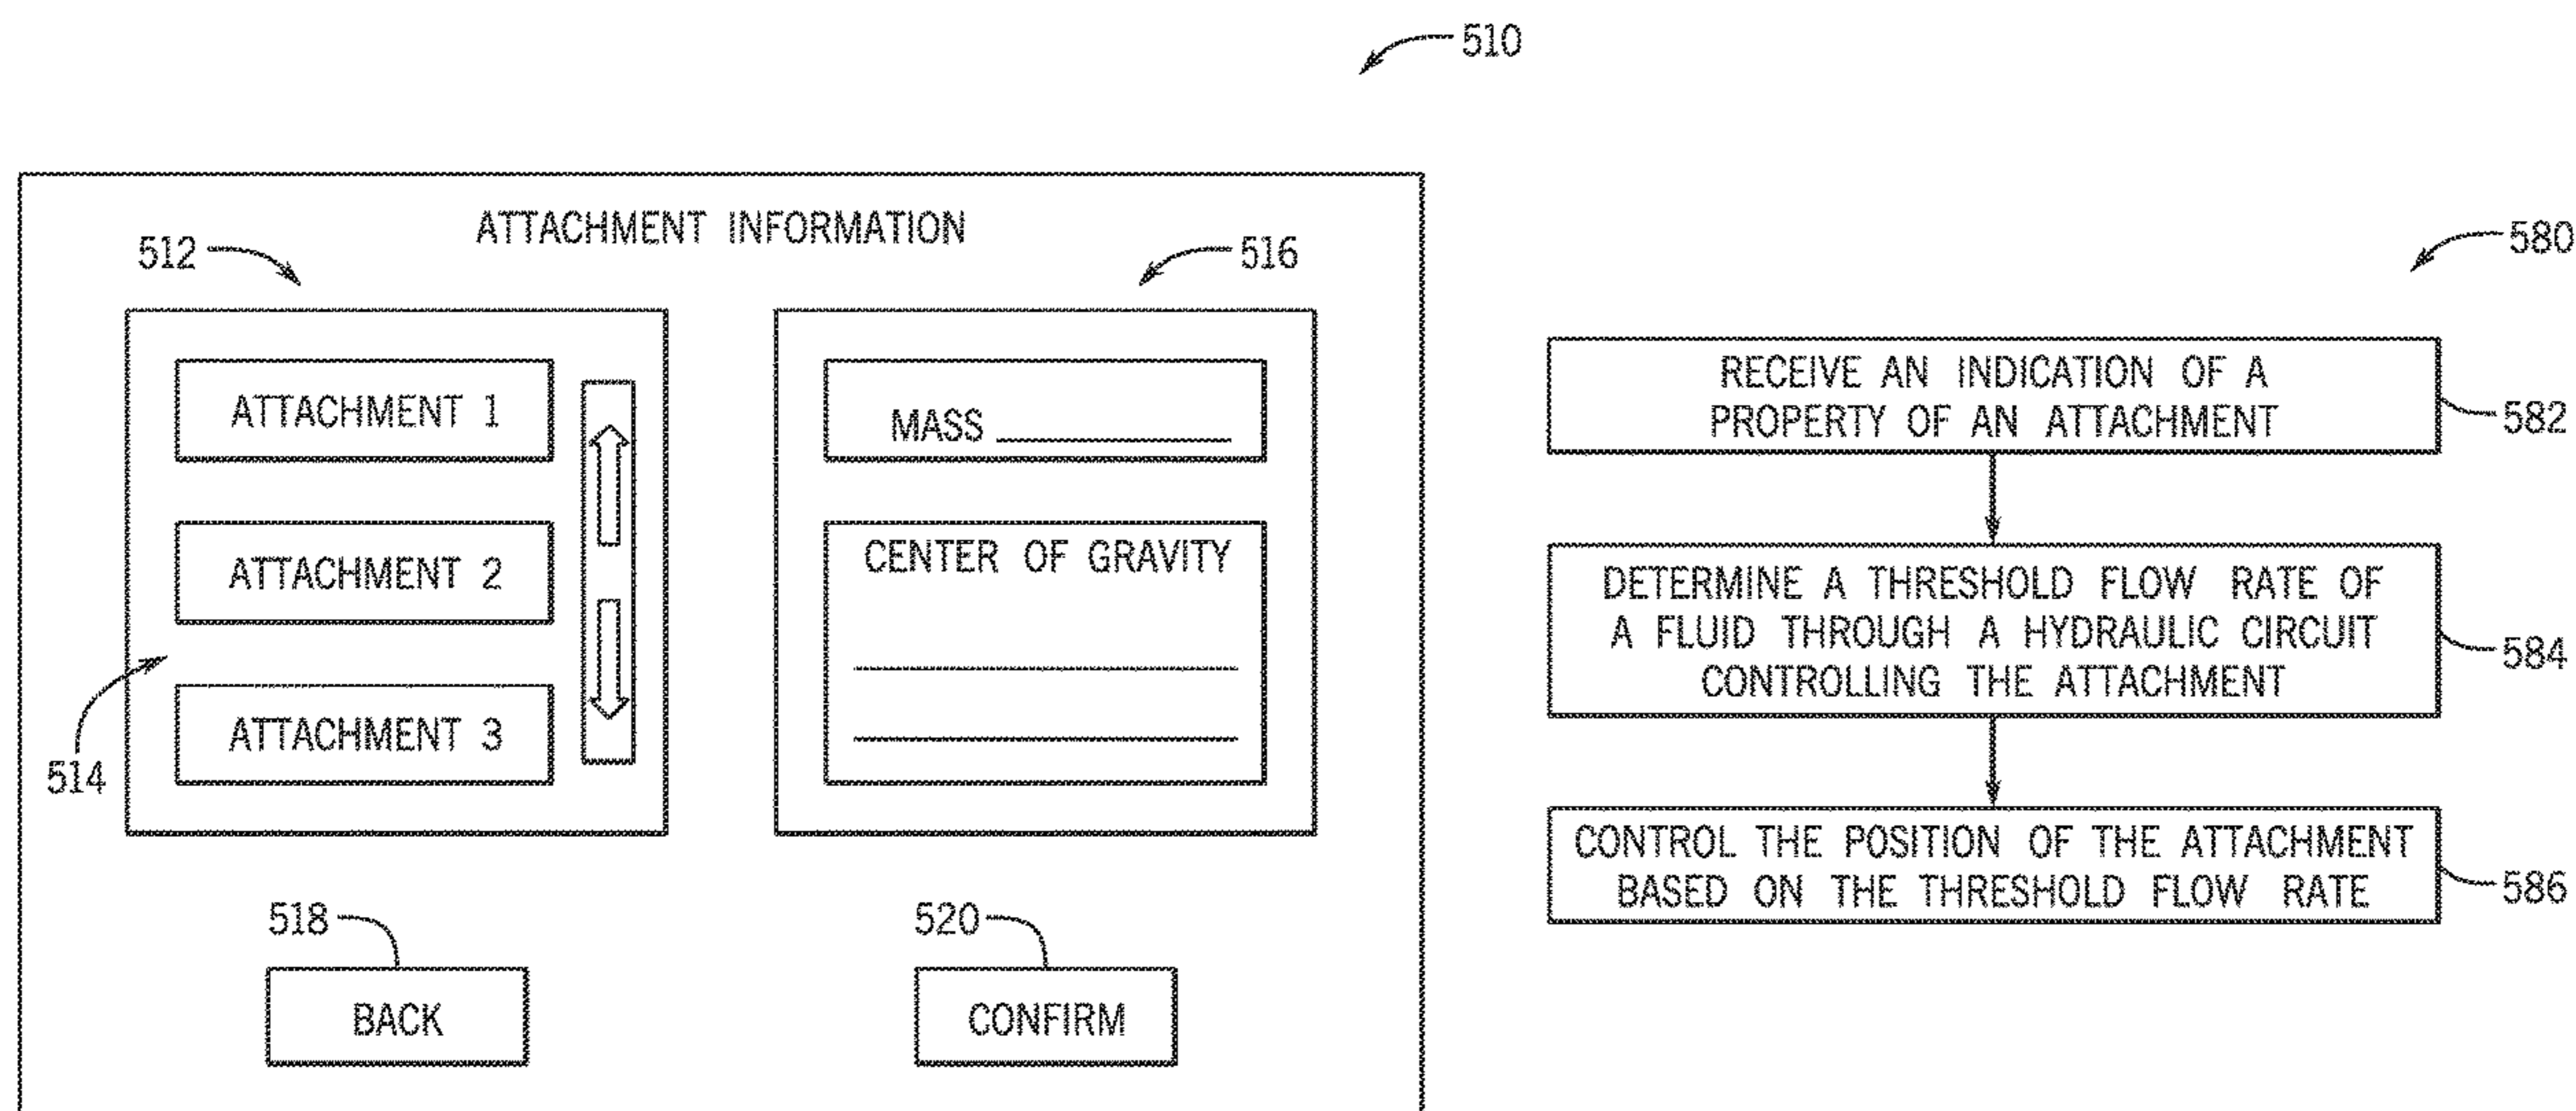 510
ATTACHMENT INFORMATION
512
516
ATTACHMENT 1
ATTACHMENT 2
ATTACHMENT 3
514
MASS
CENTER OF GRAVITY
518
BACK
520
CONFIRM
580
RECEIVE AN INDICATION OF A
PROPERTY OF AN ATTACHMENT
582
DETERMINE A THRESHOLD FLOW RATE OF
A FLUID THROUGH A HYDRAULIC CIRCUIT
CONTROLLING THE ATTACHMENT
584
CONTROL THE POSITION OF THE ATTACHMENT
BASED ON THE THRESHOLD FLOW RATE
586